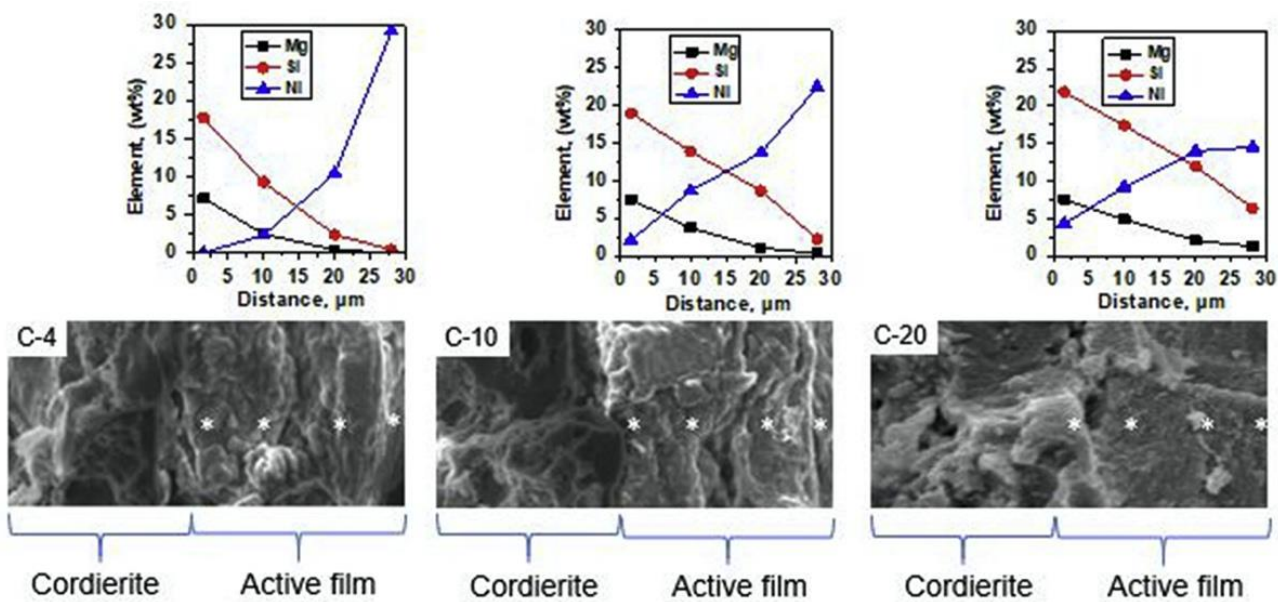 30
25
20
15
10
5
0
Element, (wt%)
Mg
Si
Ni
0 5 10 15 20 25 30
Distance, µm
30
25
20
15
10
5
0
Element, (wt%)
Mg
Si
Ni
0 5 10 15 20 25 30
Distance, µm
30
25
20
15
10
5
0
Element, (wt%)
Mg
Si
Ni
0 5 10 15 20 25 30
Distance, µm
C-4
* * * *
C-10
* * * *
C-20
* * * *
Cordierite Active film
Cordierite Active film
Cordierite Active film